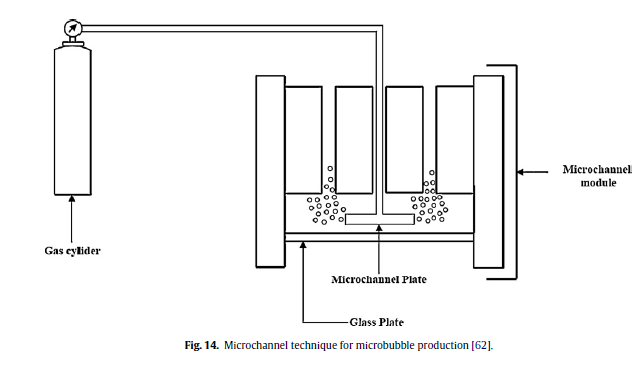 Microchannel
module
Gas cylider
Microchannel Plate
Glass Plate
Fig. 14. Microchannel technique for microbubble production [62].